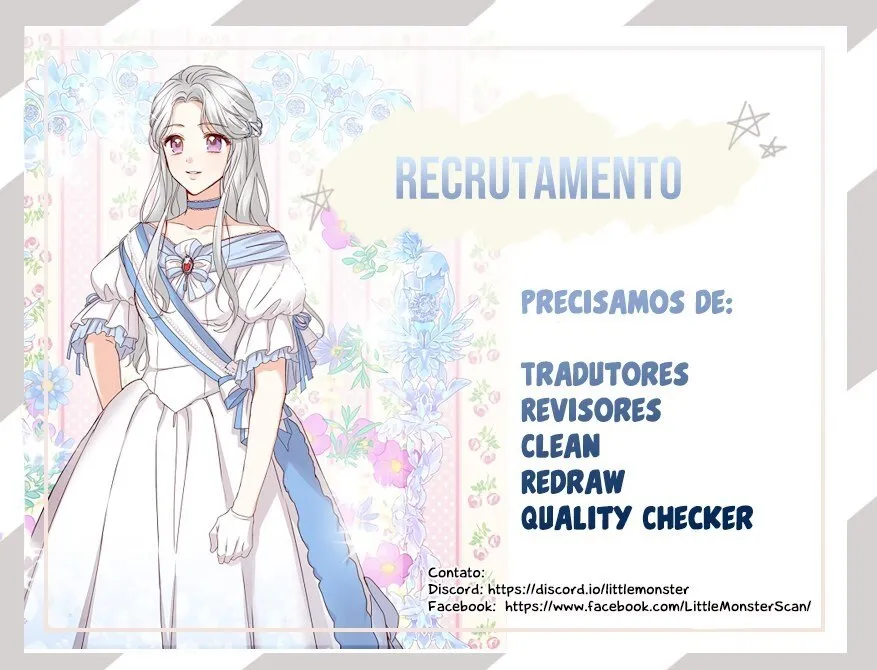 RECRUTAMENTO
PRECISAMOS DE:
TRADUTORES
REVISORES
CLEAN
REDRAW
QUALITY CHECKER
Contato:
Discord: https://discord.io/littlemonster
Facebook: https://www.facebook.com/LittleMonsterScan/